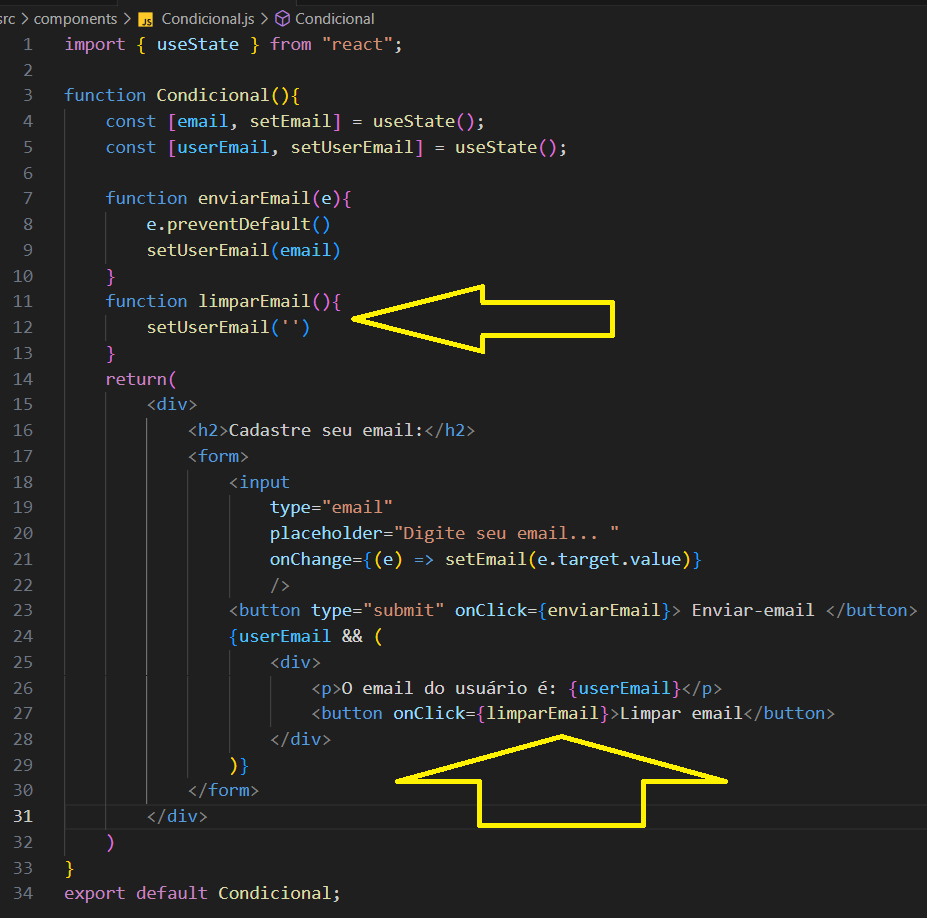 src > components > JS Condicional.js > Condicional
1 import { useState } from "react";
2
3 function Condicional(){
4     const [email, setEmail] = useState();
5     const [userEmail, setUserEmail] = useState();
6
7     function enviarEmail(e){
8         e.preventDefault()
9         setUserEmail(email)
10     }
11     function limparEmail(){
12         setUserEmail('')
13     }
14     return(
15         <div>
16             <h2>Cadastre seu email:</h2>
17             <form>
18                 <input
19                     type="email"
20                     placeholder="Digite seu email... "
21                     onChange={(e) => setEmail(e.target.value)}
22                     />
23                 <button type="submit" onClick={enviarEmail}> Enviar-email </button>
24                 {userEmail && (
25                     <div>
26                         <p>O email do usuário é: {userEmail}</p>
27                         <button onClick={limparEmail}>Limpar email</button>
28                     </div>
29                 )}
30             </form>
31         </div>
32     )
33 }
34 export default Condicional;